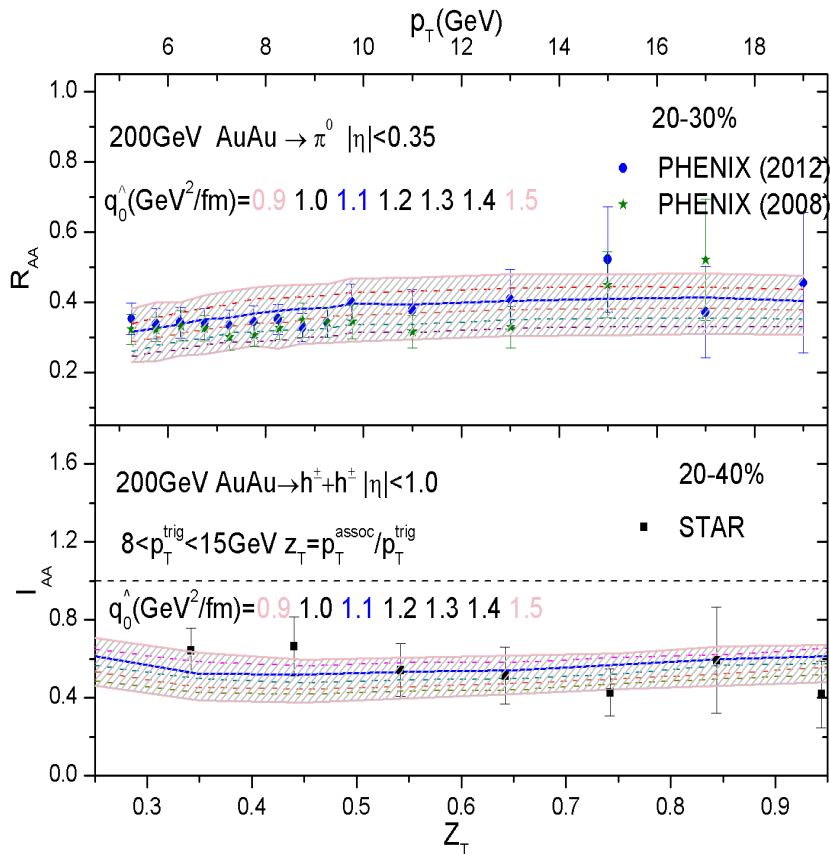 p_T(GeV)
6 8 10 12 14 16 18
1.0
0.8
0.6
0.4
0.2
R_AA
200GeV AuAu → π^0 |η|<0.35
20-30%
PHENIX (2012)
PHENIX (2008)
q_0^^(GeV^2/fm)=0.9 1.0 1.1 1.2 1.3 1.4 1.5
1.6
1.2
0.8
0.4
0.0
I_AA
200GeV AuAu→h^±+h^± |η|<1.0
20-40%
STAR
8<p_T^trig<15GeV z_T=p_T^assoc/p_T^trig
q_0^^(GeV^2/fm)=0.9 1.0 1.1 1.2 1.3 1.4 1.5
0.3 0.4 0.5 0.6 0.7 0.8 0.9
Z_T